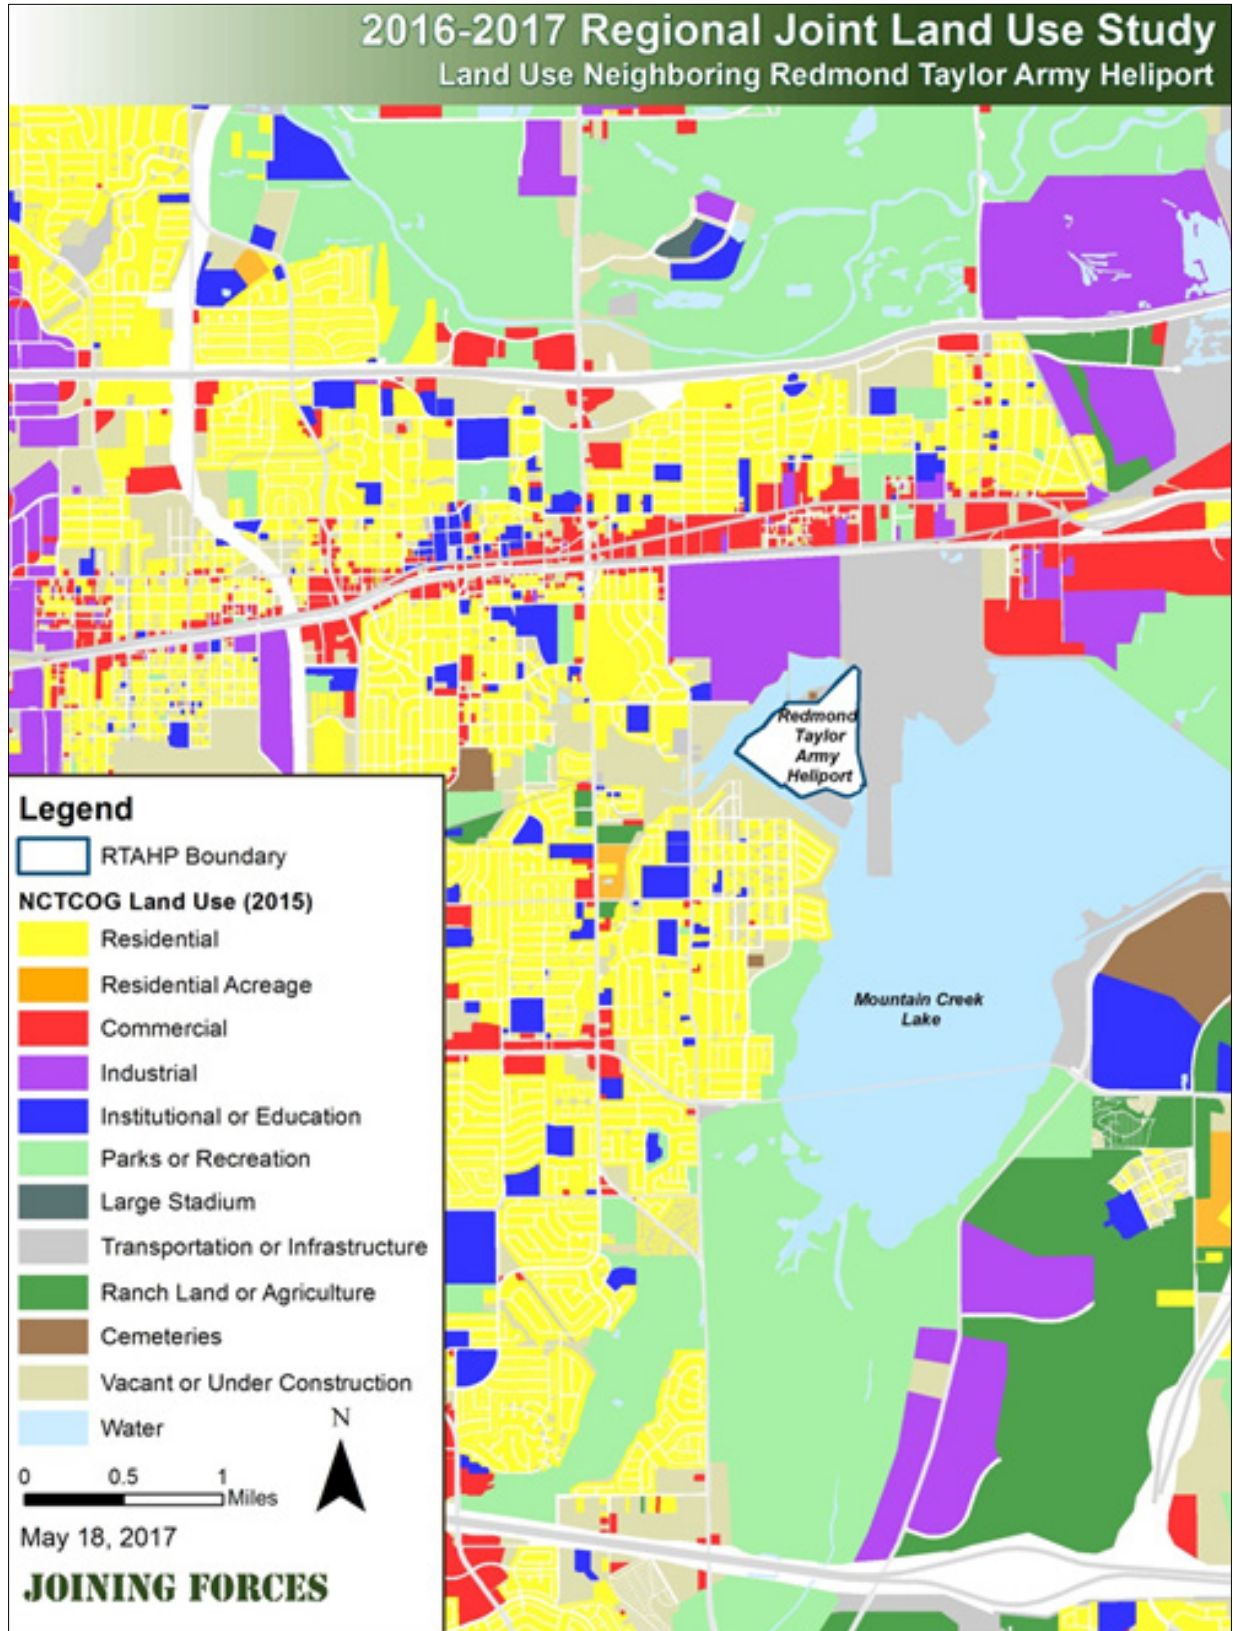 2016-2017 Regional Joint Land Use Study
Land Use Neighboring Redmond Taylor Army Heliport
Redmond
Taylor
Army
Heliport
Mountain Creek
Lake
Legend
RTAHP Boundary
NCTCOG Land Use (2015)
Residential
Residential Acreage
Commercial
Industrial
Institutional or Education
Parks or Recreation
Large Stadium
Transportation or Infrastructure
Ranch Land or Agriculture
Cemeteries
Vacant or Under Construction
Water
N
0 0.5 1
Miles
May 18, 2017
JOINING FORCES